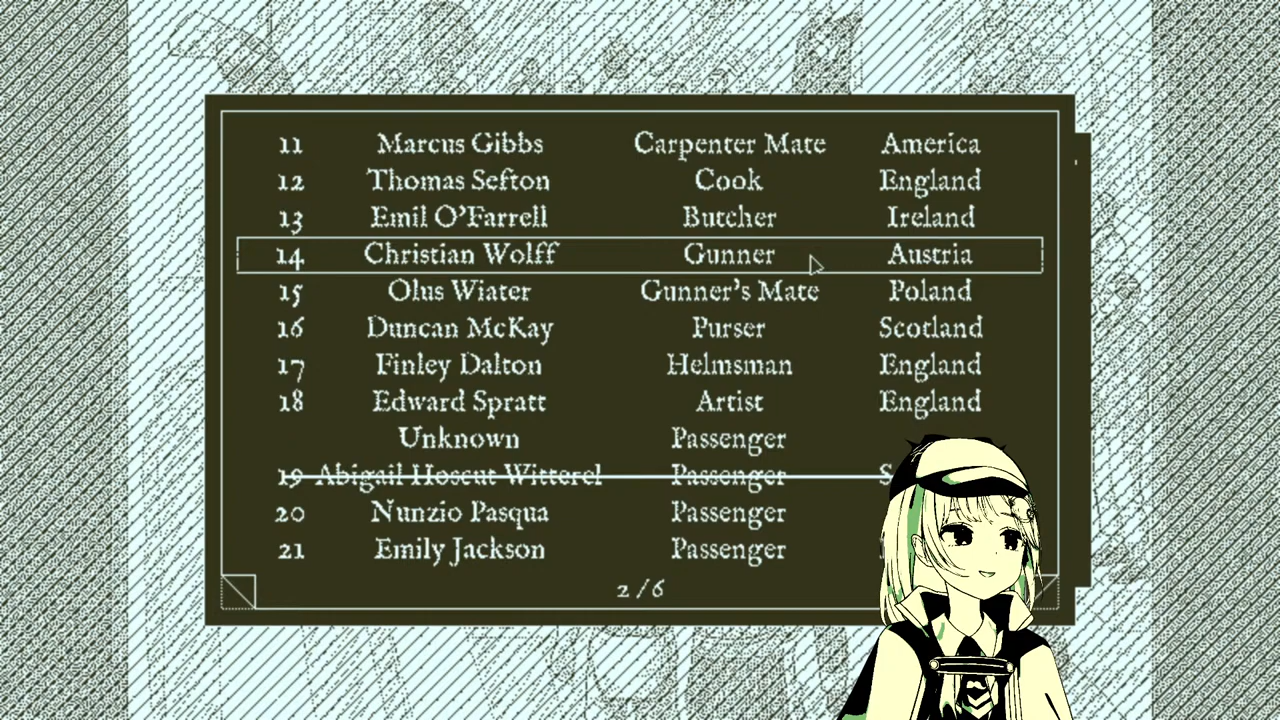 11 Marcus Gibbs Carpenter Mate America
12 Thomas Sefton Cook England
13 Emil O'Farrell Butcher Ireland
14 Christian Wolff Gunner Austria
15 Olus Wiater Gunner's Mate Poland
16 Duncan McKay Purser Scotland
17 Finley Dalton Helmsman England
18 Edward Spratt Artist England
Unknown Passenger
19 Abigail Hoscut Witterel Passenger
20 Nunzio Pasqua Passenger
21 Emily Jackson Passenger
2/6